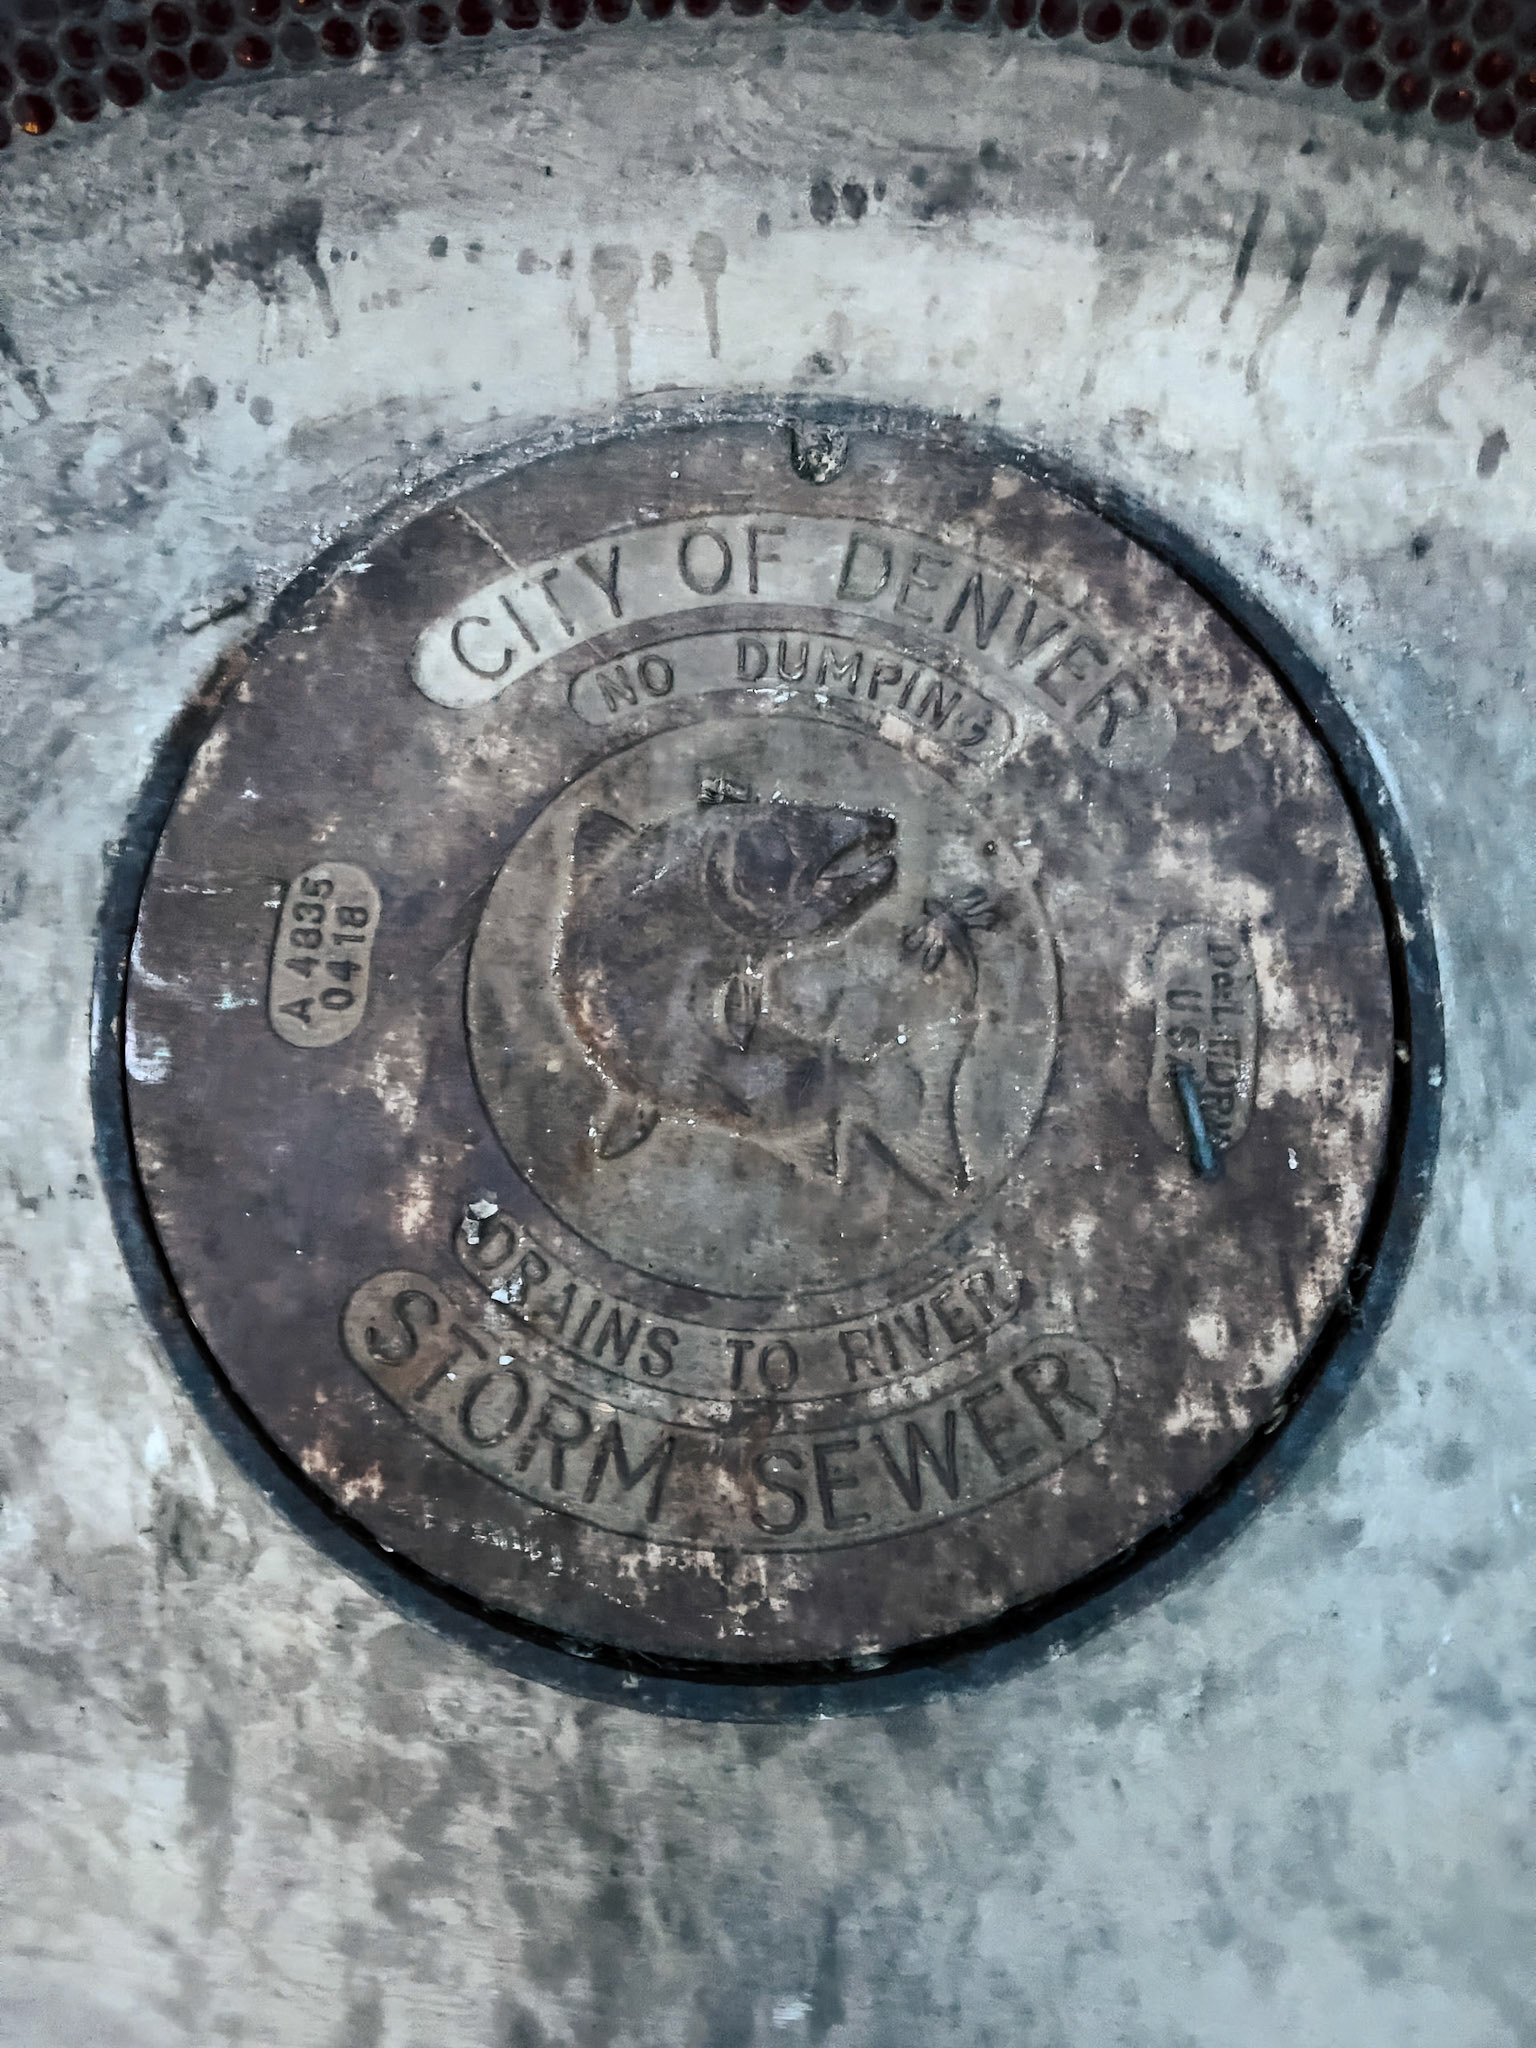 CITY OF DENVER
NO DUMPING
A 4835
0418
USA
DRAINS TO RIVER
STORM SEWER